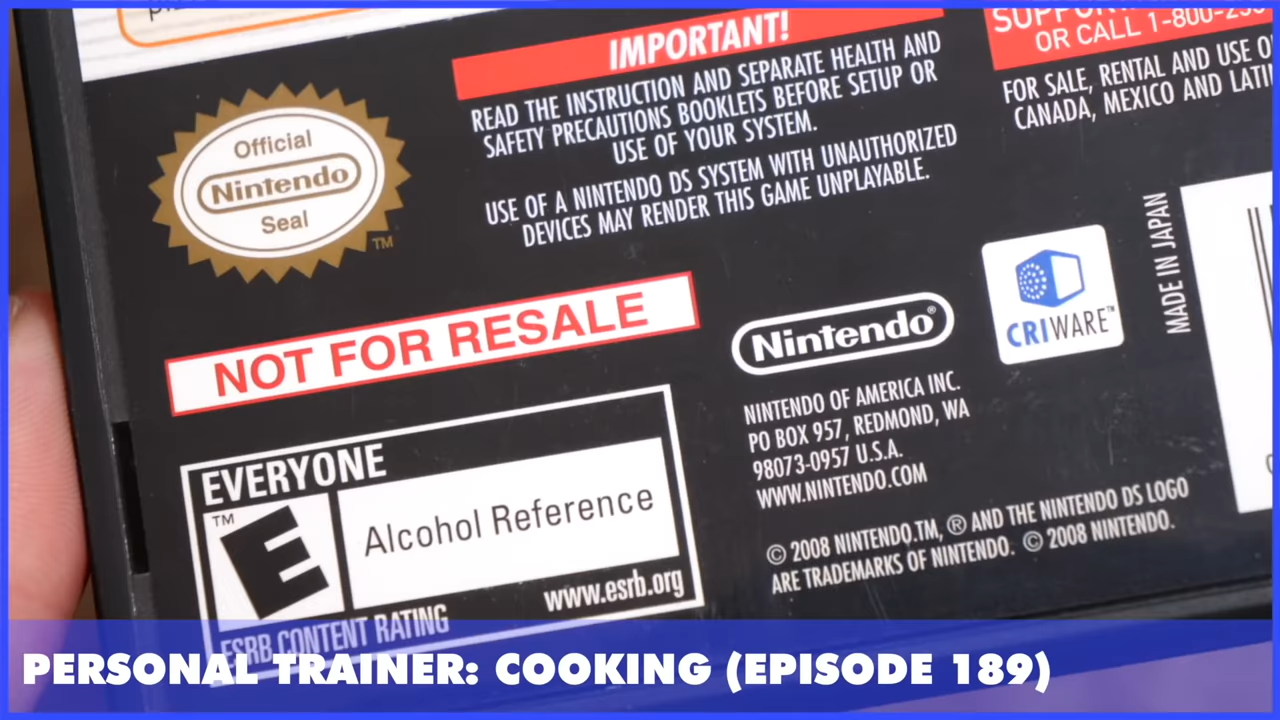 IMPORTANT!
READ THE INSTRUCTION AND SEPARATE HEALTH AND
SAFETY PRECAUTIONS BOOKLETS BEFORE SETUP OR
USE OF YOUR SYSTEM.
USE OF A NINTENDO DS SYSTEM WITH UNAUTHORIZED
DEVICES MAY RENDER THIS GAME UNPLAYABLE.
OR CALL 1-800-
FOR SALE, RENTAL AND USE
CANADA, MEXICO AND
Official
Nintendo
Seal
TM
NOT FOR RESALE
EVERYONE
TM
E
Alcohol Reference
www.esrb.org
ESRB CONTENT RATING
Nintendo®
NINTENDO OF AMERICA INC.
PO BOX 957, REDMOND, WA
98073-0957 U.S.A.
WWW.NINTENDO.COM
CRIWARE™
MADE IN JAPAN
© 2008 NINTENDO.TM, ® AND THE NINTENDO DS LOGO
ARE TRADEMARKS OF NINTENDO. © 2008 NINTENDO.
PERSONAL TRAINER: COOKING (EPISODE 189)